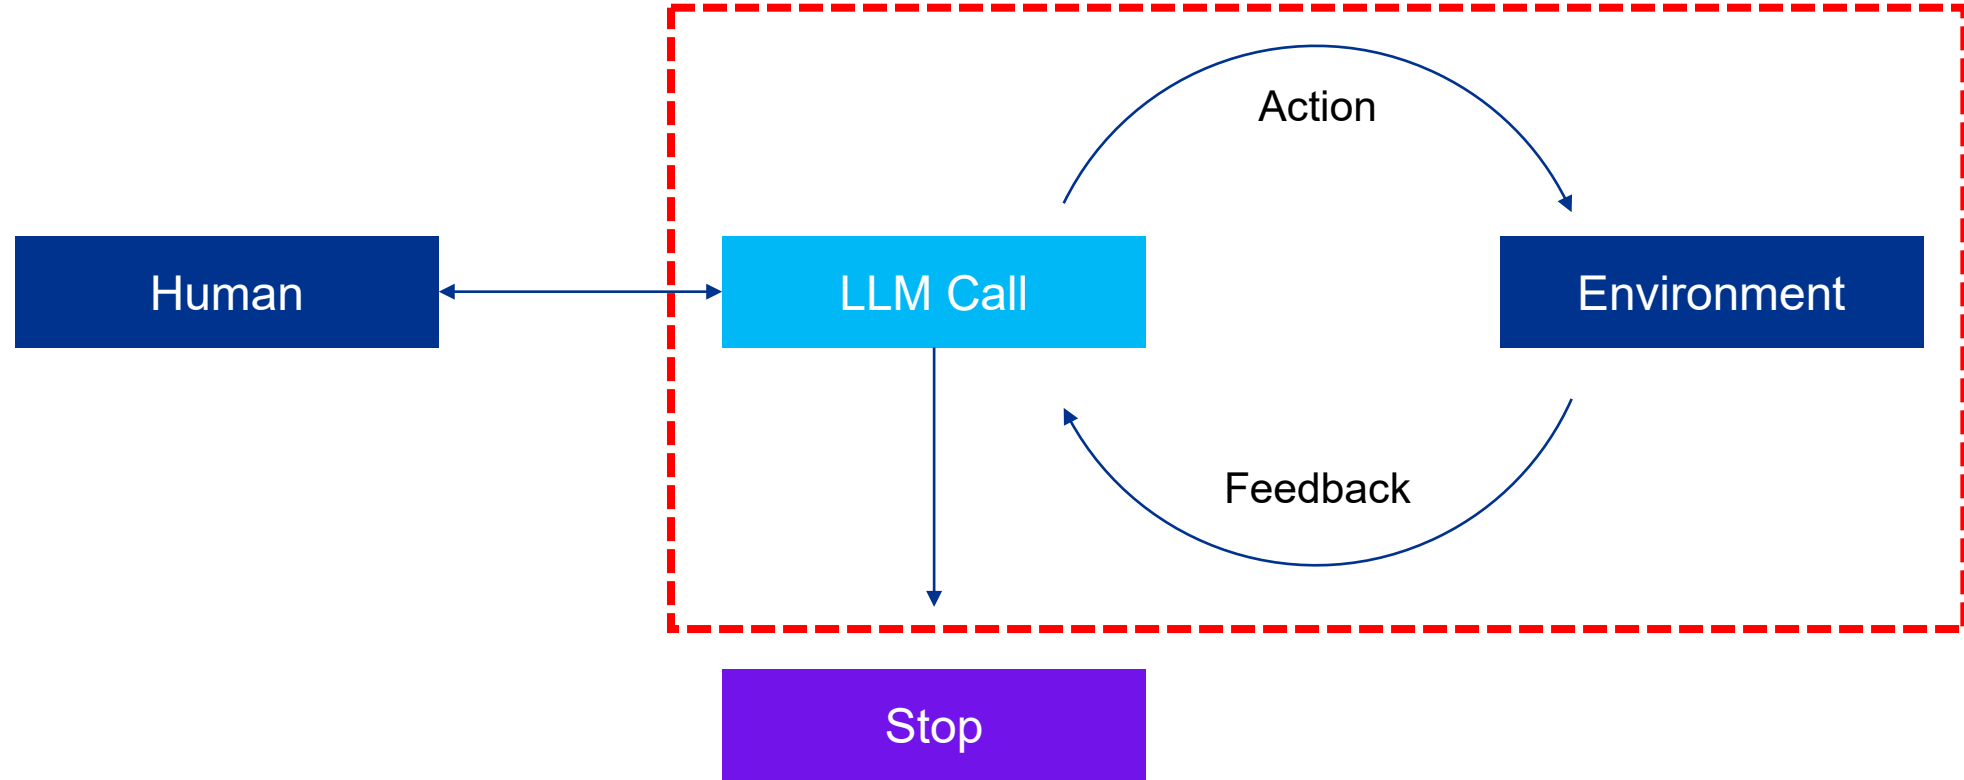 Action
Human
LLM Call
Environment
Feedback
Stop